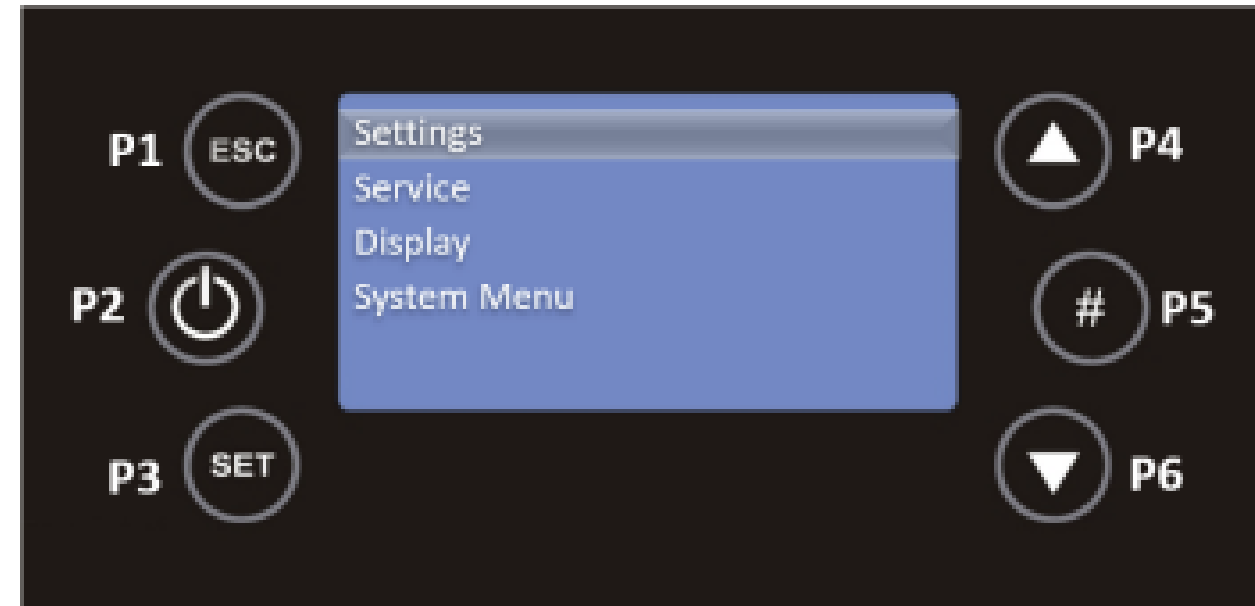 P1 ESC
P2
P3 SET
Settings
Service
Display
System Menu
P4
# P5
P6